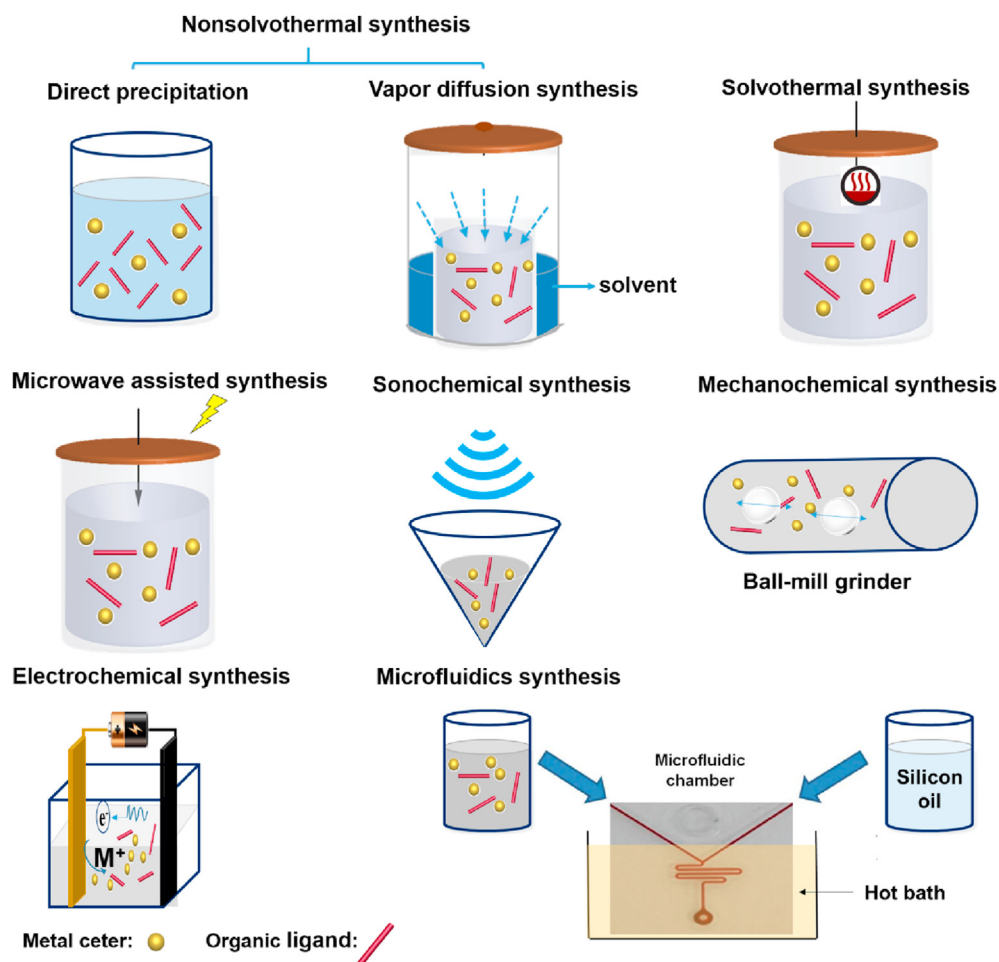 Nonsolvothermal synthesis
Direct precipitation
Vapor diffusion synthesis
Solvothermal synthesis
solvent
Microwave assisted synthesis
Sonochemical synthesis
Mechanochemical synthesis
Ball-mill grinder
Electrochemical synthesis
Microfluidics synthesis
e-
M+
Microfluidic
chamber
Silicon
oil
Hot bath
Metal ceter:
Organic ligand: